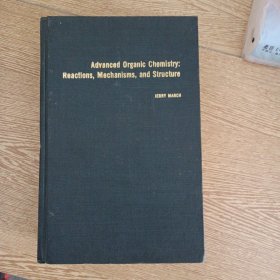 Advanced Organic Chemistry:
Reactions, Mechanisms, and Structure
JERRY MARCH